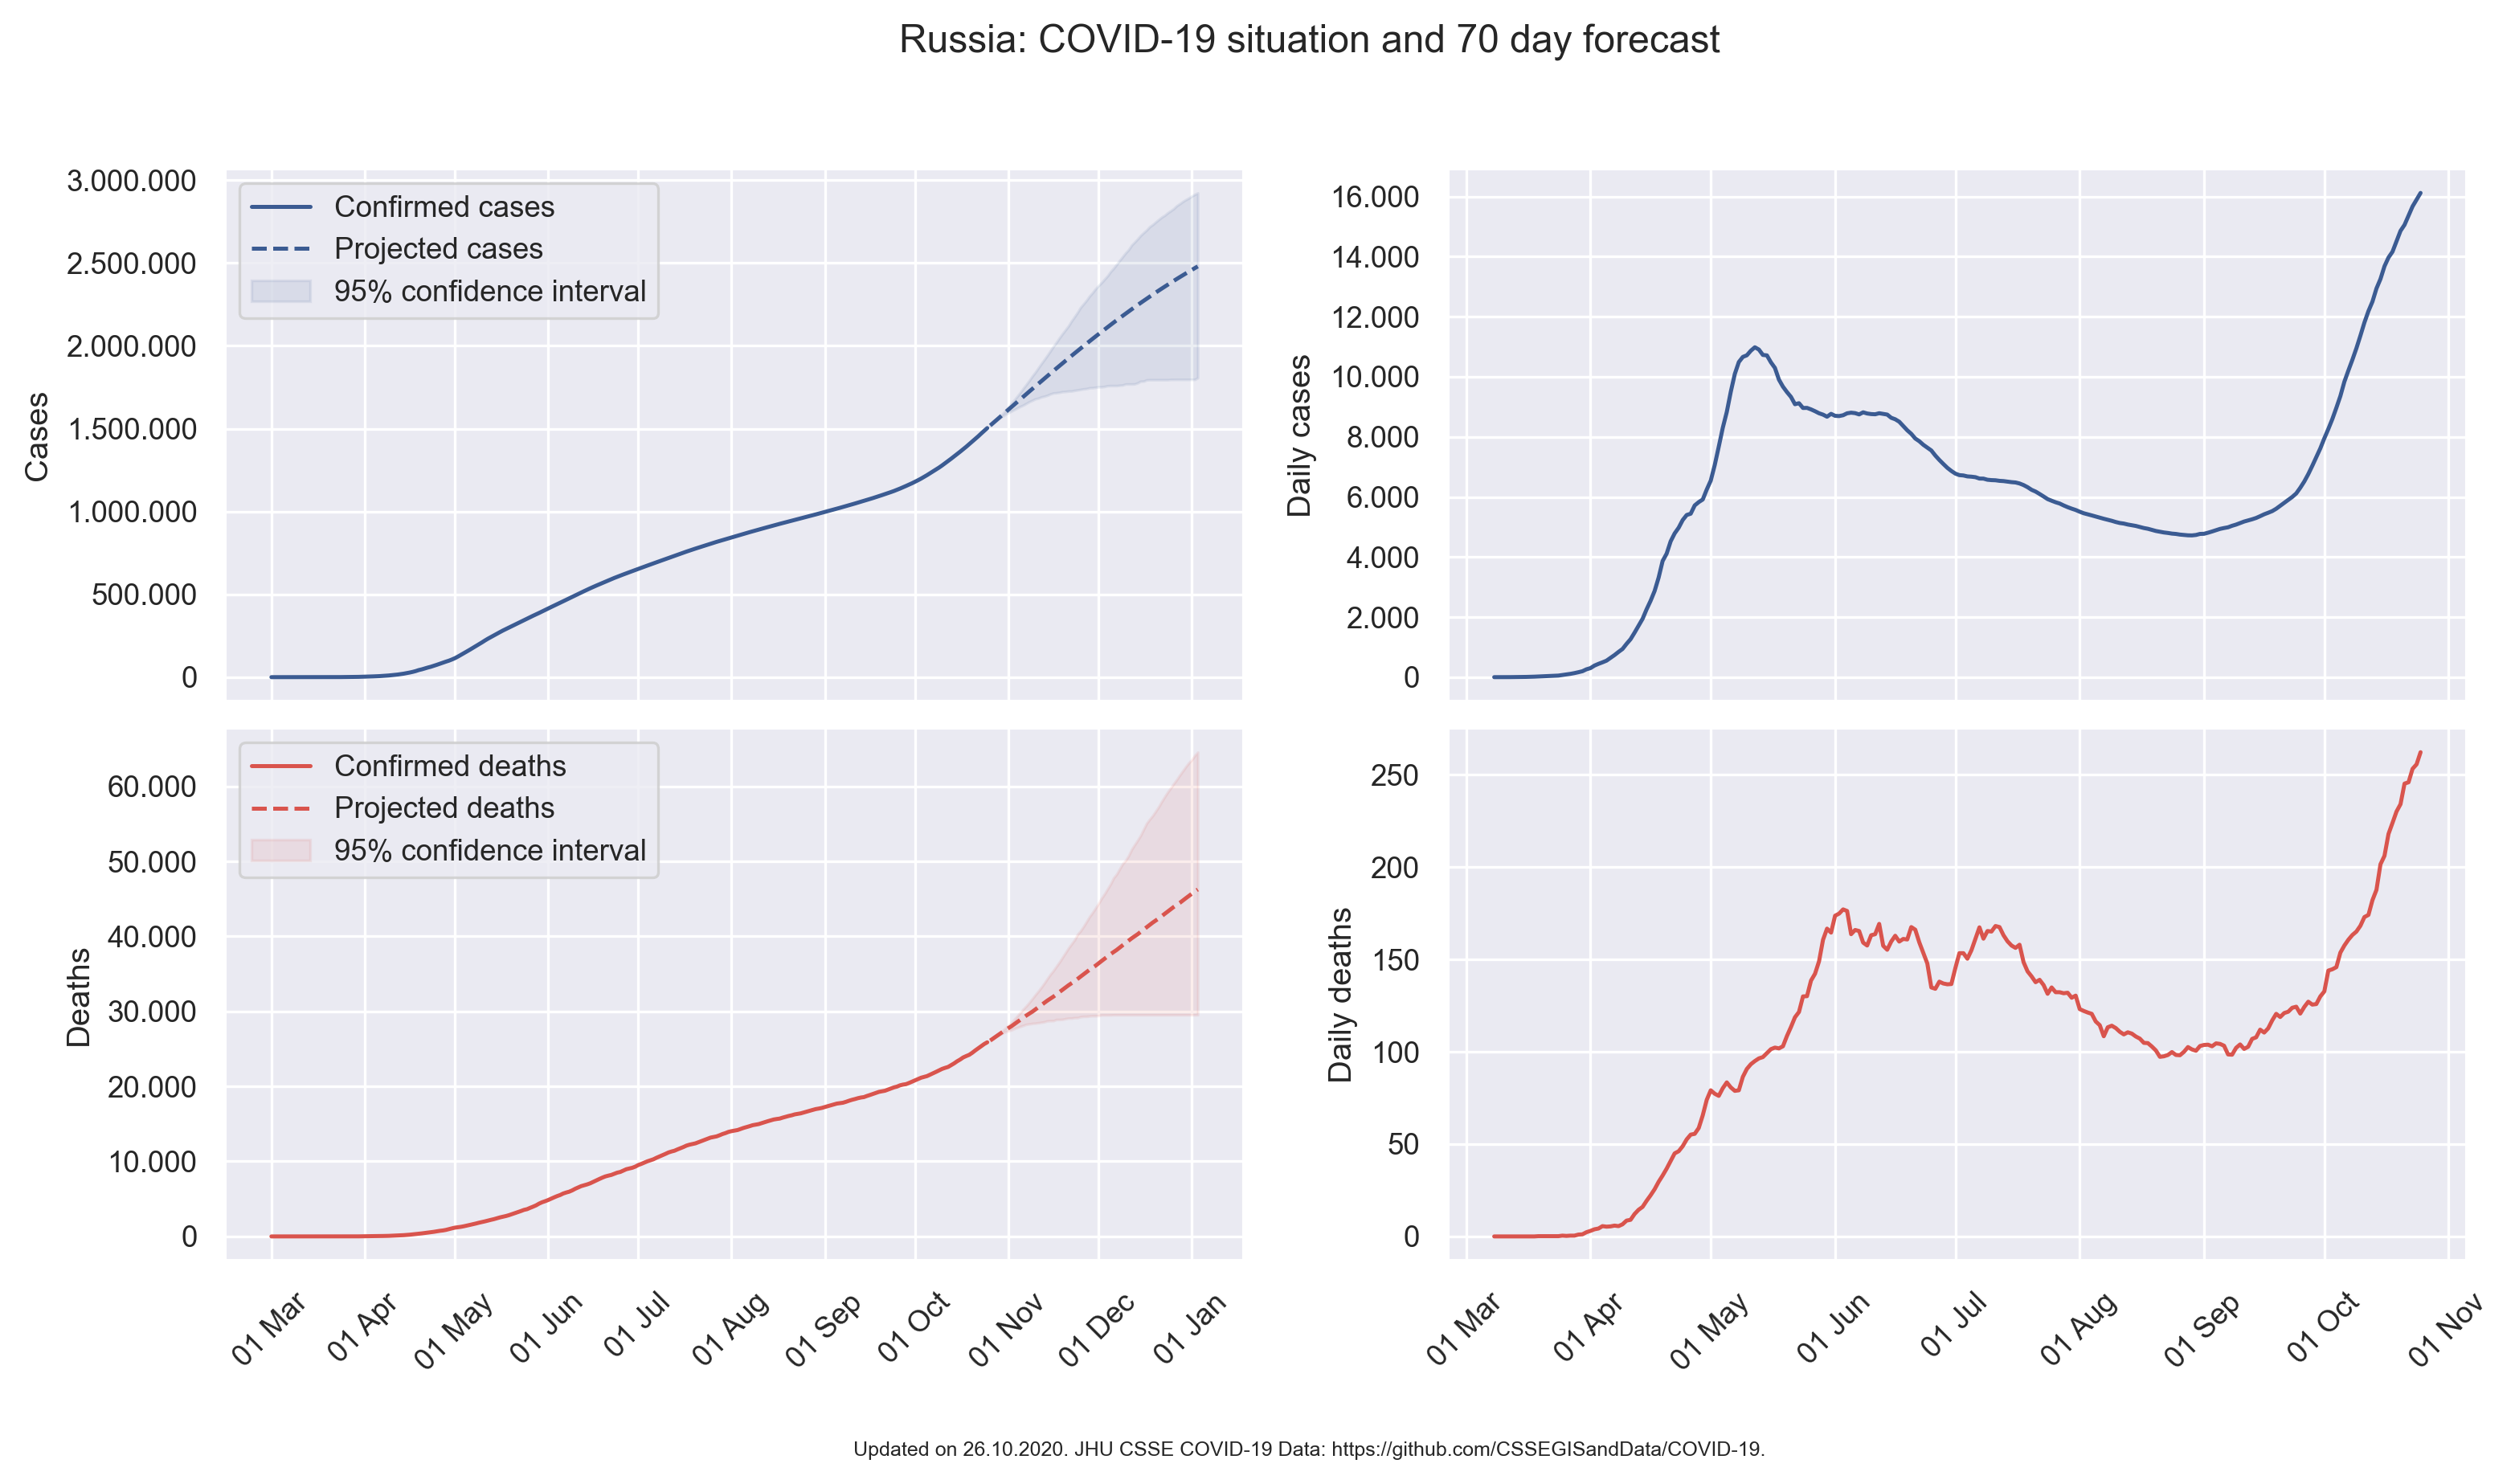 Russia: COVID-19 situation and 70 day forecast
3.000.000
2.500.000
2.000.000
1.500.000
1.000.000
500.000
0
Cases
Confirmed cases
Projected cases
95% confidence interval
16.000
14.000
12.000
10.000
8.000
6.000
4.000
2.000
0
Daily cases
60.000
50.000
40.000
30.000
20.000
10.000
0
Deaths
Confirmed deaths
Projected deaths
95% confidence interval
01 Mar
01 Apr
01 May
01 Jun
01 Jul
01 Aug
01 Sep
01 Oct
01 Nov
01 Dec
01 Jan
250
200
150
100
50
0
Daily deaths
01 Mar
01 Apr
01 May
01 Jun
01 Jul
01 Aug
01 Sep
01 Oct
01 Nov
Updated on 26.10.2020. JHU CSSE COVID-19 Data: https://github.com/CSSEGISandData/COVID-19.